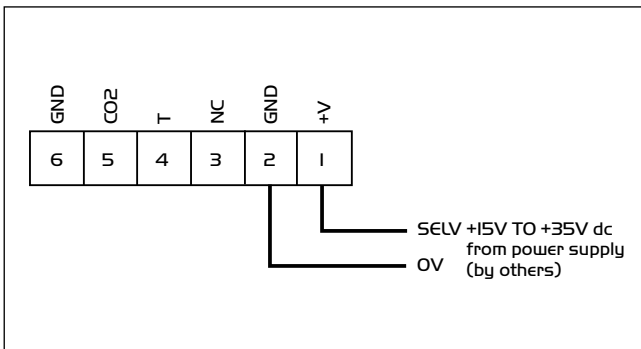 GND CO2 T NC GND +V
6 5 4 3 2 1
SELV +15V TO +35V dc
from power supply
0V (by others)